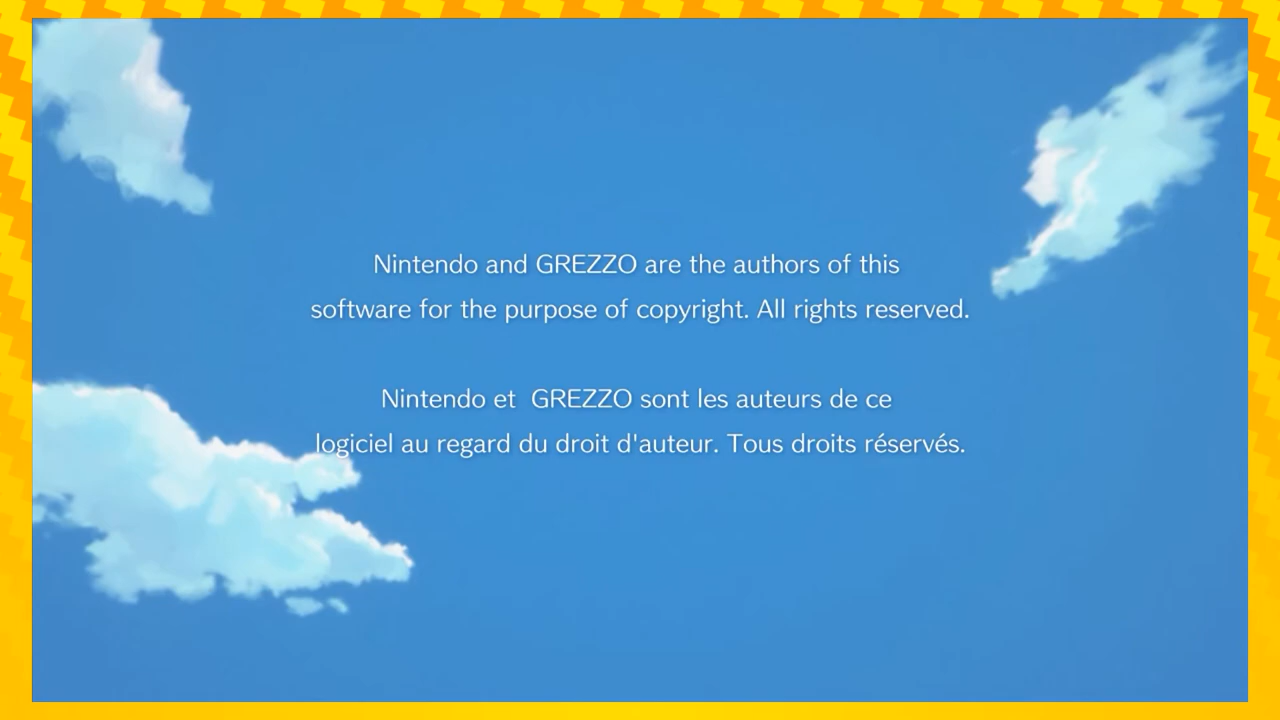 Nintendo and GREZZO are the authors of this
software for the purpose of copyright. All rights reserved.
Nintendo et  GREZZO sont les auteurs de ce
logiciel au regard du droit d'auteur. Tous droits réservés.